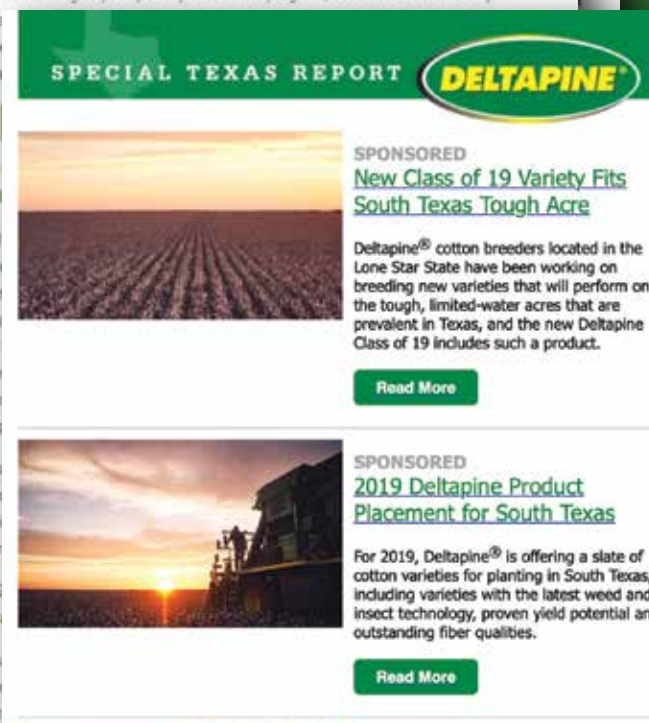 SPECIAL TEXAS REPORT
DELTAPINE®
SPONSORED
New Class of 19 Variety Fits
South Texas Tough Acre
Deltapine® cotton breeders located in the
Lone Star State have been working on
breeding new varieties that will perform on
the tough, limited-water acres that are
prevalent in Texas, and the new Deltapine
Class of 19 includes such a product.
Read More
SPONSORED
2019 Deltapine Product
Placement for South Texas
For 2019, Deltapine® is offering a slate of
cotton varieties for planting in South Texas,
including varieties with the latest weed and
insect technology, proven yield potential an
outstanding fiber qualities.
Read More